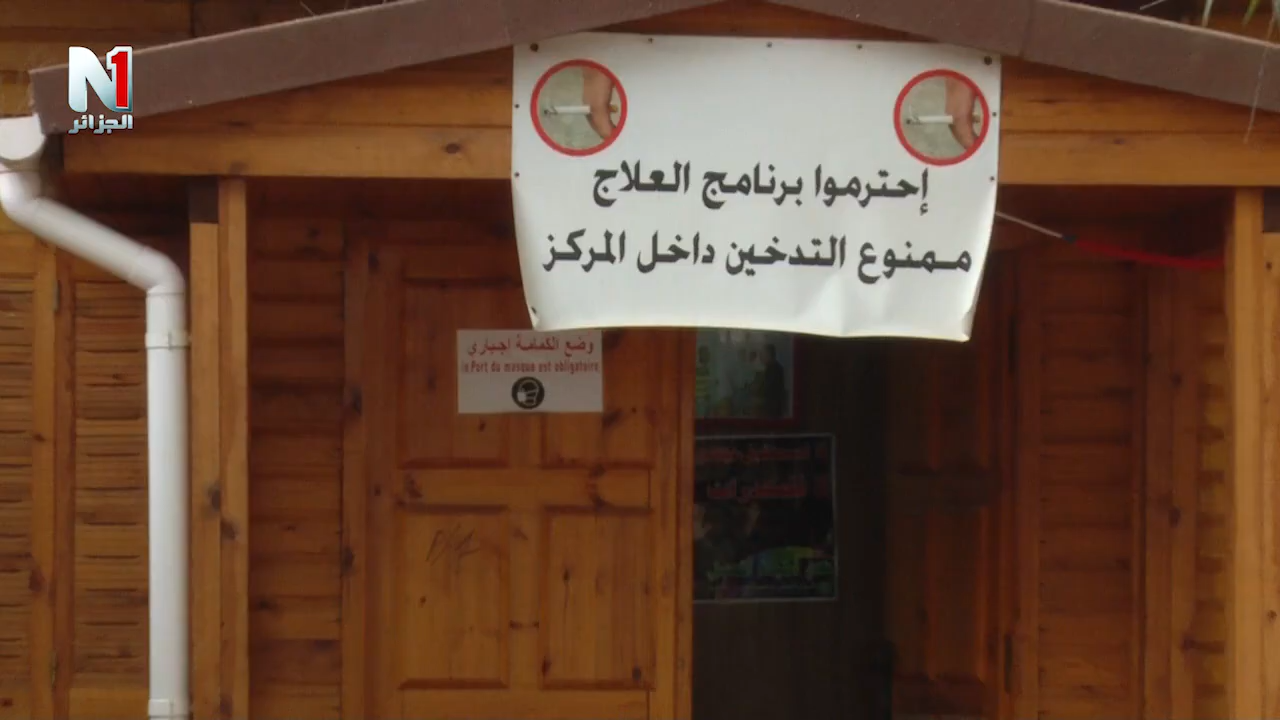 N1
الجزائر
إحترموا برنامج العلاج
ممنوع التدخين داخل المركز
وضع الكمامة اجباري
le Port du masque est obligatoire